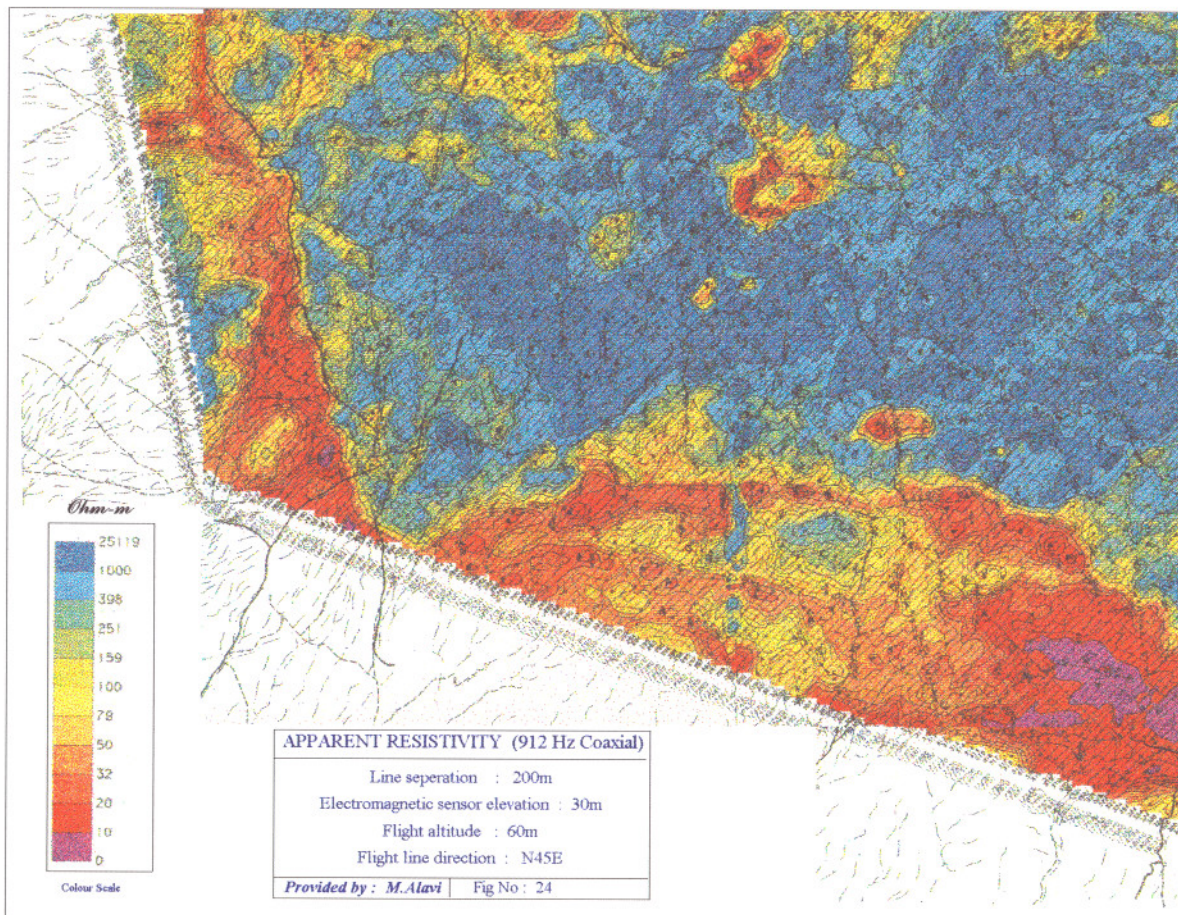 Ohm-m
25119
1000
398
251
159
100
79
50
32
20
10
0
Colour Scale
APPARENT RESISTIVITY (912 Hz Coaxial)
Line seperation : 200m
Electromagnetic sensor elevation : 30m
Flight altitude : 60m
Flight line direction : N45E
Provided by : M.Alavi Fig No : 24